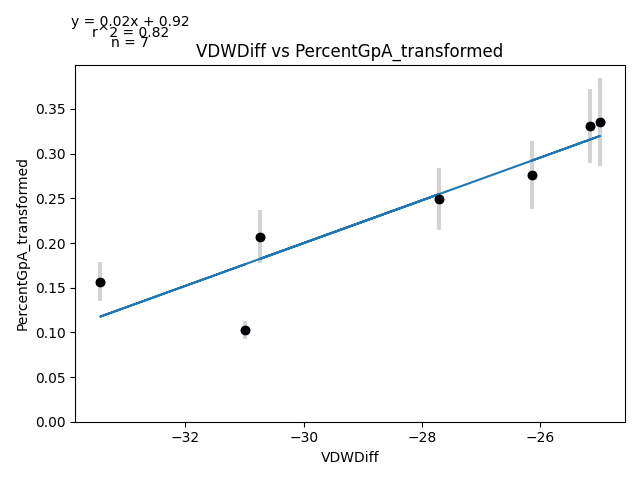 y = 0.02x + 0.92
r^2 = 0.82
n = 7
VDWDiff vs PercentGpA_transformed
PercentGpA_transformed
0.35
0.30
0.25
0.20
0.15
0.10
0.05
0.00
−32
−30
−28
−26
VDWDiff